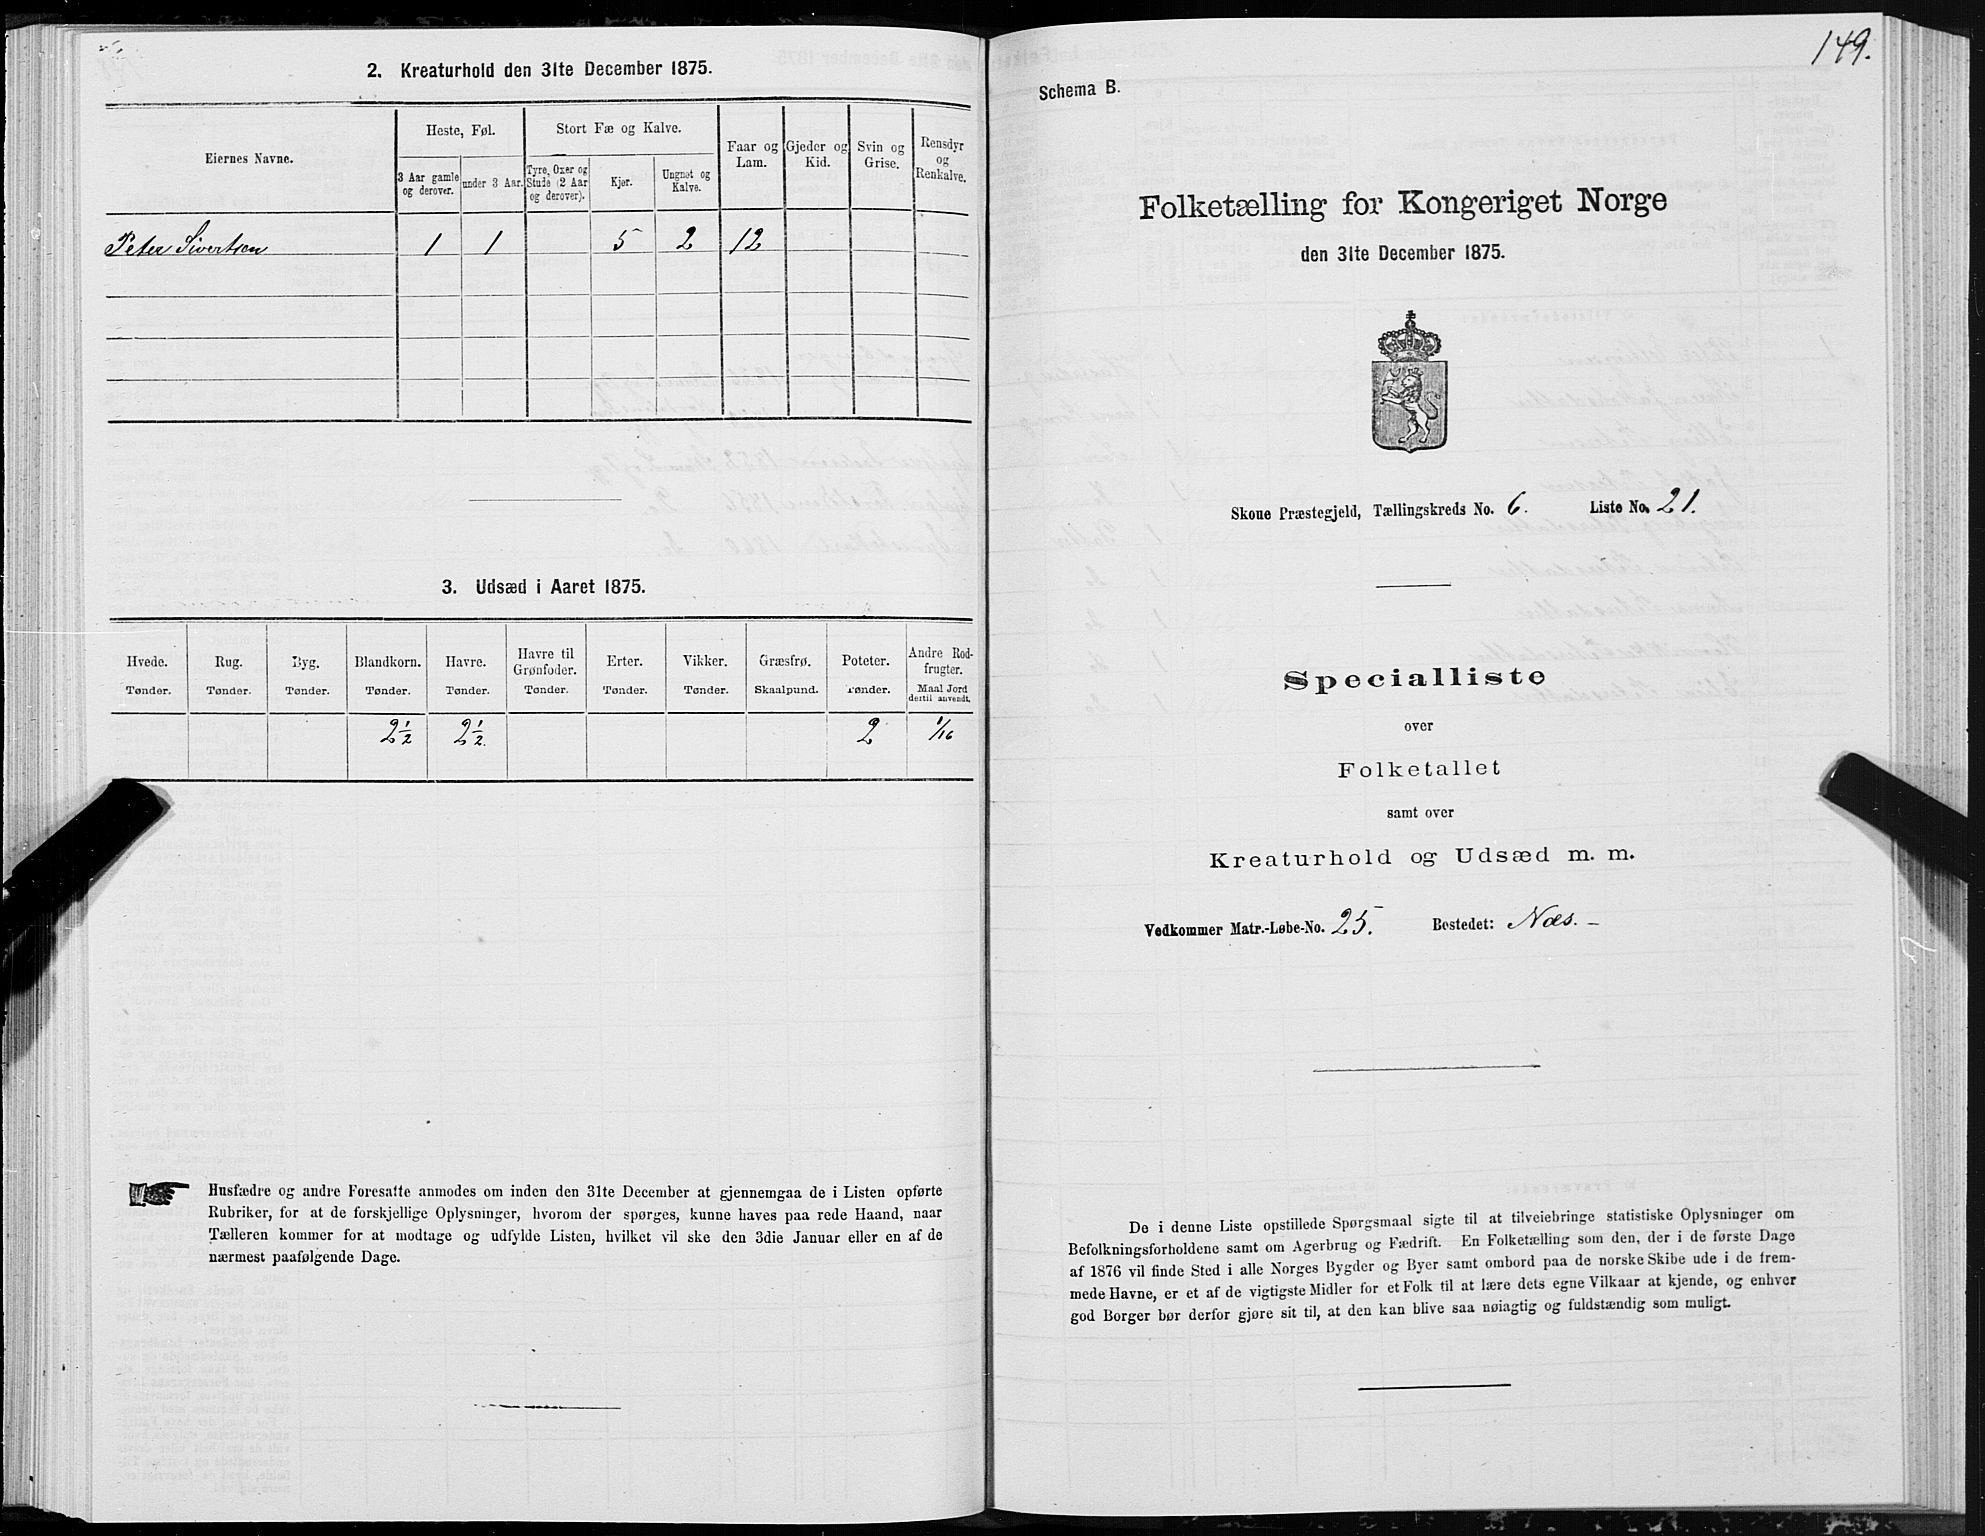 2. Kreaturhold den 31te December 1875.
Eiernes Navne.
Heste, Føl.
Stort Fæ og Kalve.
Faar og Lam.
Gjeder og Kid.
Svin og Grise.
Rensdyr og Renkalve.
3 Aar gamle og derover.
under 3 Aar.
Tyre, Oxer og Stude (2 Aar og derover).
Kjør.
Ungnøt og Kalve.
Peter Sivertsen 1 1 5 2 12
3. Udsæd i Aaret 1875.
Hvede. Rug. Byg. Blandkorn. Havre. Havre til Grønfoder. Erter. Vikker. Græsfrø. Poteter. Andre Rodfrugter.
Tønder. Tønder. Tønder. Tønder. Tønder. Tønder. Tønder. Tønder. Skaalpund. Tønder. Maal Jord dertil anvendt.
2 1/2 2 1/2. 2 1/16
Husfædre og andre Foresatte anmodes om inden den 31te December at gjennemgaa de i Listen opførte
Rubriker, for at de forskjellige Oplysninger, hvorom der spørges, kunne haves paa rede Haand, naar
Tælleren kommer for at modtage og udfylde Listen, hvilket vil ske den 3die Januar eller en af de
nærmest paafølgende Dage.
149.
Schema B.
Folketælling for Kongeriget Norge
den 31te December 1875.
Skoue Præstegjeld, Tællingskreds No. 6. Liste No. 21.
Specialliste
over
Folketallet
samt over
Kreaturhold og Udsæd m. m.
Vedkommer Matr.-Løbe-No. 25. Bostedet: Næs. -
De i denne Liste opstillede Spørgsmaal sigte til at tilveiebringe statistiske Oplysninger om
Befolkningsforholdene samt om Agerbrug og Fædrift. En Folketælling som den, der i de første Dage
af 1876 vil finde Sted i alle Norges Bygder og Byer samt ombord paa de norske Skibe ude i de frem-
mede Havne, er et af de vigtigste Midler for et Folk til at lære dets egne Vilkaar at kjende, og enhver
god Borger bør derfor gjøre sit til, at den kan blive saa nøiagtig og fuldstændig som muligt.